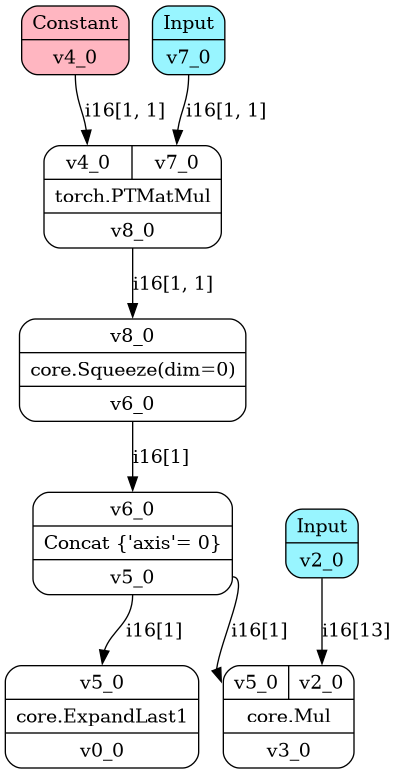 Constant
v4_0
Input
v7_0
i16[1, 1]
i16[1, 1]
v4_0
v7_0
torch.PTMatMul
v8_0
i16[1, 1]
v8_0
core.Squeeze(dim=0)
v6_0
i16[1]
v6_0
Concat {'axis'= 0}
v5_0
Input
v2_0
i16[1]
i16[1]
i16[13]
v5_0
core.ExpandLast1
v0_0
v5_0
v2_0
core.Mul
v3_0